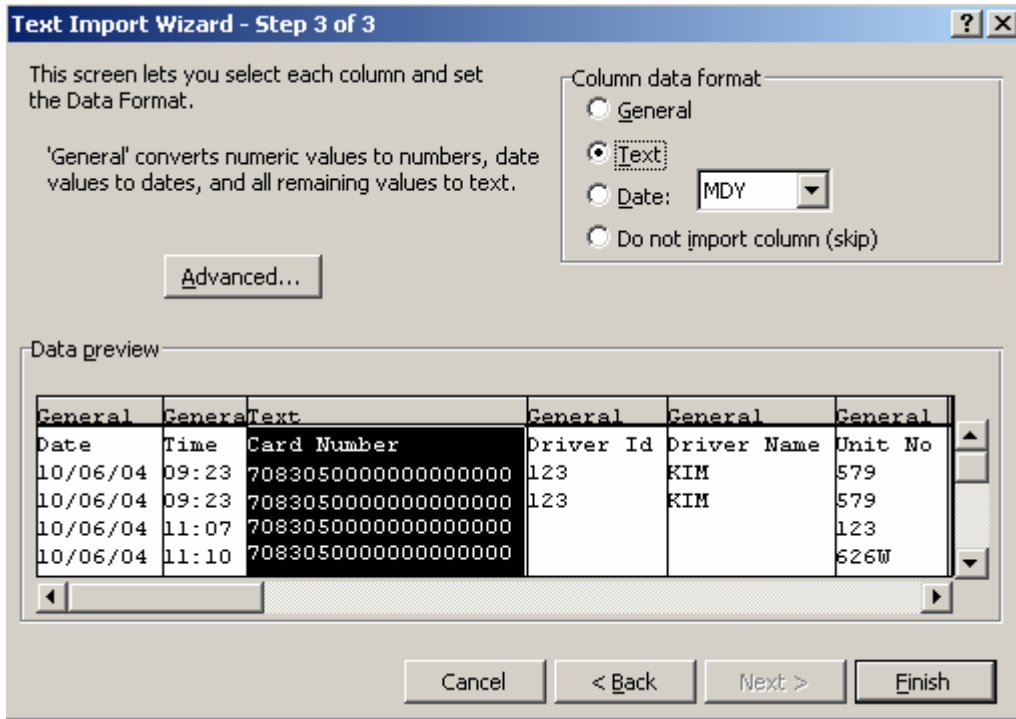 Text Import Wizard - Step 3 of 3
This screen lets you select each column and set
the Data Format.
'General' converts numeric values to numbers, date
values to dates, and all remaining values to text.
Advanced...
Column data format
General
Text
Date: MDY
Do not import column (skip)
Data preview
General Genera Text General General General
Date Time Card Number Driver Id Driver Name Unit No
10/06/04 09:23 7083050000000000000 123 KIM 579
10/06/04 09:23 7083050000000000000 123 KIM 579
10/06/04 11:07 7083050000000000000 123
10/06/04 11:10 7083050000000000000 626W
Cancel < Back Next > Finish